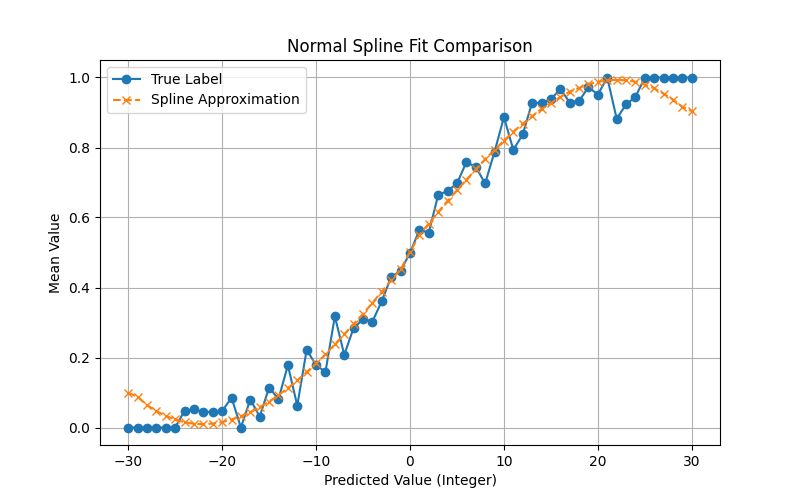 Normal Spline Fit Comparison
True Label
Spline Approximation
1.0
0.8
0.6
0.4
0.2
0.0
Mean Value
−30
−20
−10
0
10
20
30
Predicted Value (Integer)